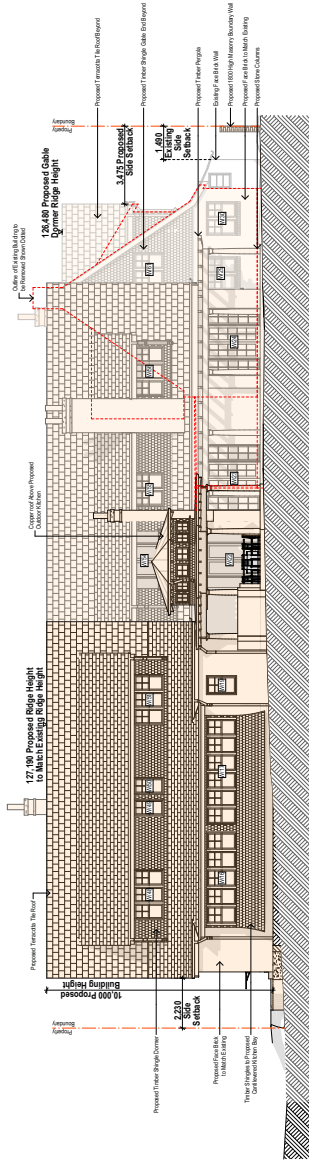 Property
Boundary
2,230
Side
Setback
10,000 Proposed
Building Height
Proposed Terracotta Tile Roof
127,190 Proposed Ridge Height
to Match Existing Ridge Height
Copper roof Above Proposed
Outdoor Kitchen
Outline of Existing Building to
be Removed Shown Dotted
126,480 Proposed Gable
Dormer Ridge Height
3,475 Proposed
Side
Setback
1,490
Existing
Side
Setback
Property
Boundary
Proposed Terracotta Tile Roof Beyond
Proposed Timber Shingle Gable End Beyond
Proposed Timber Pergola
Existing Face Brick Wall
Proposed 1800 High Masonry Boundary Wall
Proposed Face Brick to Match Existing
Proposed Stone Columns
Proposed Timber Shingle Dormer
Proposed Face Brick
to Match Existing
Timber Shingles to Proposed
Cantilevered Kitchen Bay